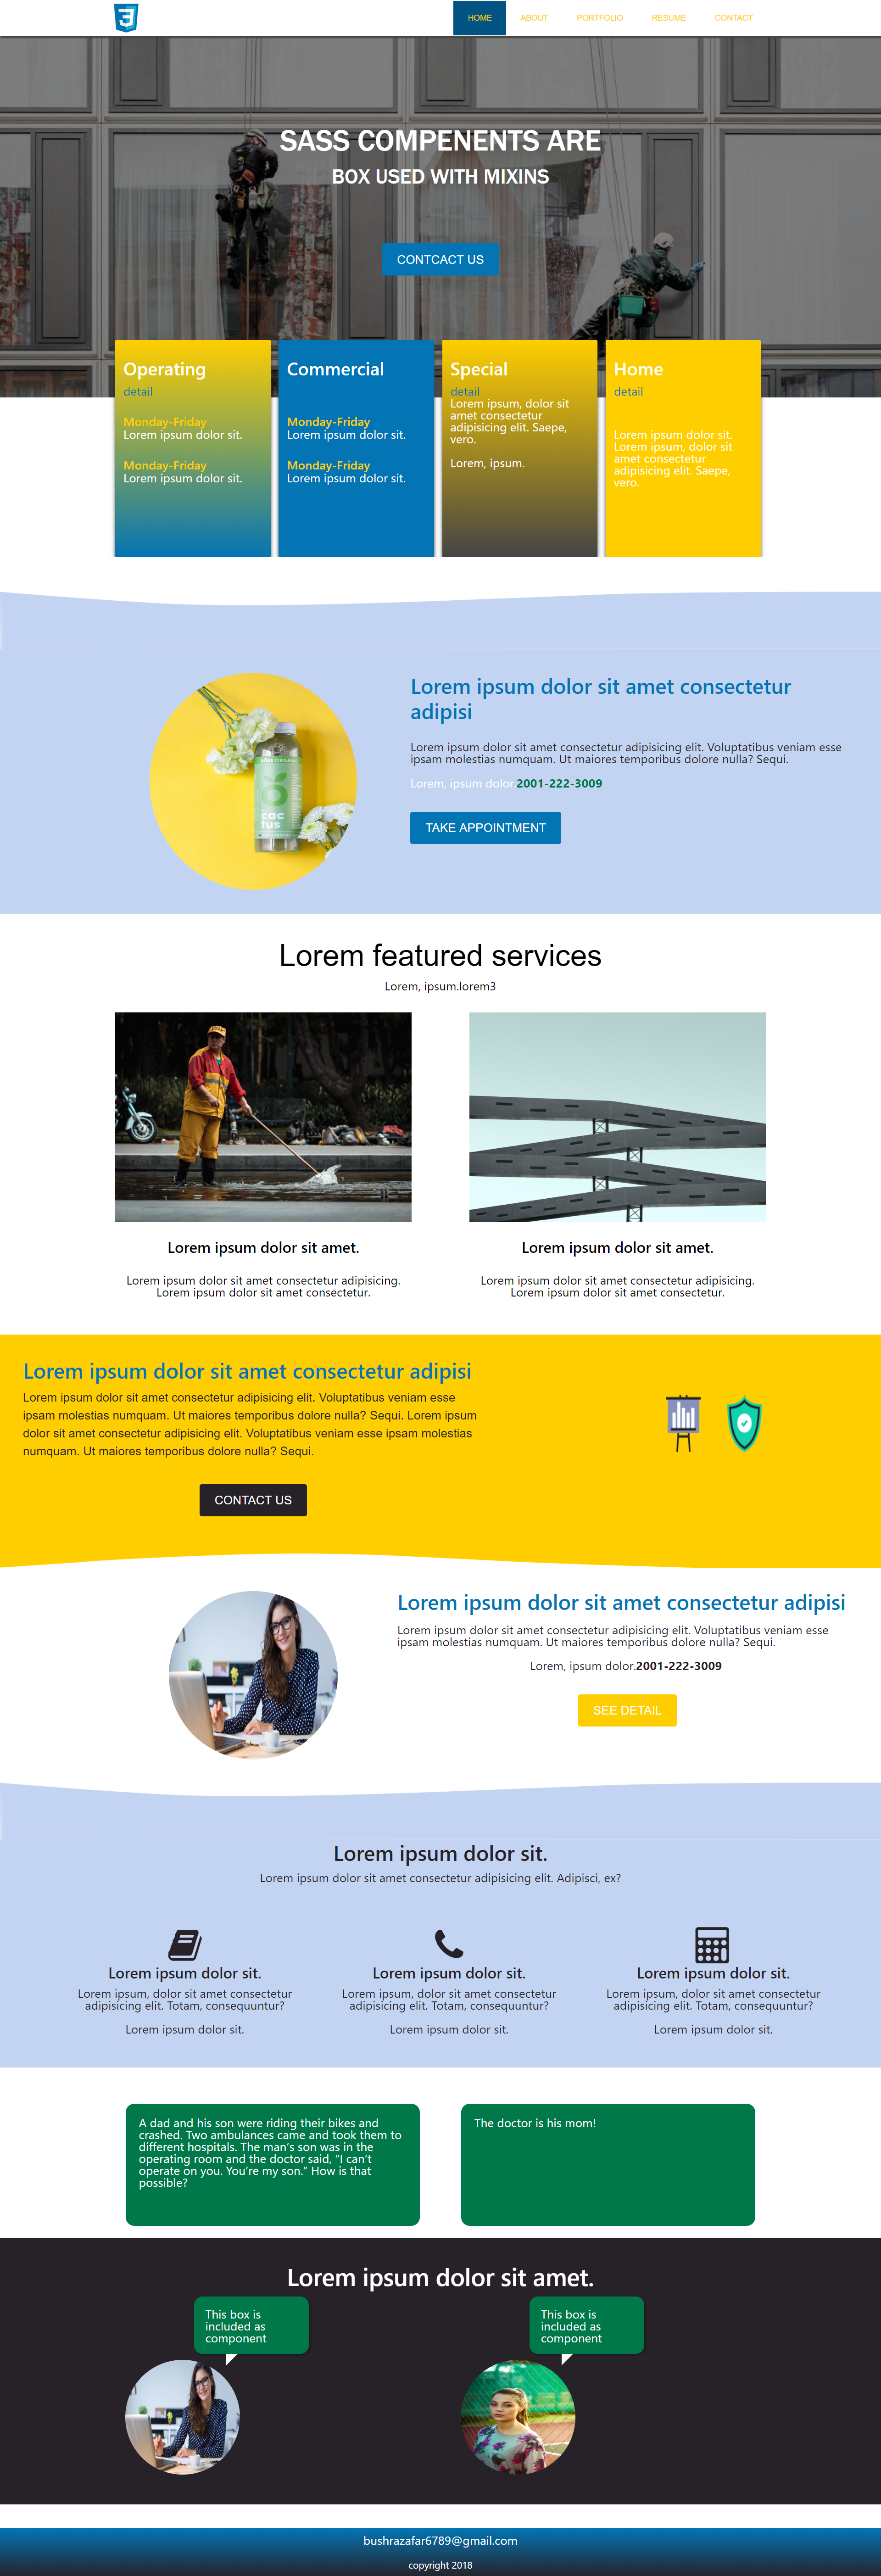 3
HOME ABOUT PORTFOLIO RESUME CONTACT
SASS COMPENENTS ARE
BOX USED WITH MIXINS
CONTCACT US
Operating
detail
Monday-Friday
Lorem ipsum dolor sit.
Monday-Friday
Lorem ipsum dolor sit.
Commercial
Monday-Friday
Lorem ipsum dolor sit.
Monday-Friday
Lorem ipsum dolor sit.
Special
detail
Lorem ipsum, dolor sit
amet consectetur
adipisicing elit. Saepe,
vero.
Lorem, ipsum.
Home
detail
Lorem ipsum dolor sit.
Lorem ipsum, dolor sit
amet consectetur
adipisicing elit. Saepe,
vero.
cac
tus
Lorem ipsum dolor sit amet consectetur
adipisi
Lorem ipsum dolor sit amet consectetur adipisicing elit. Voluptatibus veniam esse
ipsam molestias numquam. Ut maiores temporibus dolore nulla? Sequi.
Lorem, ipsum dolor.2001-222-3009
TAKE APPOINTMENT
Lorem featured services
Lorem, ipsum.lorem3
Lorem ipsum dolor sit amet.
Lorem ipsum dolor sit amet consectetur adipisicing.
Lorem ipsum dolor sit amet consectetur.
Lorem ipsum dolor sit amet.
Lorem ipsum dolor sit amet consectetur adipisicing.
Lorem ipsum dolor sit amet consectetur.
Lorem ipsum dolor sit amet consectetur adipisi
Lorem ipsum dolor sit amet consectetur adipisicing elit. Voluptatibus veniam esse
ipsam molestias numquam. Ut maiores temporibus dolore nulla? Sequi. Lorem ipsum
dolor sit amet consectetur adipisicing elit. Voluptatibus veniam esse ipsam molestias
numquam. Ut maiores temporibus dolore nulla? Sequi.
CONTACT US
Lorem ipsum dolor sit amet consectetur adipisi
Lorem ipsum dolor sit amet consectetur adipisicing elit. Voluptatibus veniam esse
ipsam molestias numquam. Ut maiores temporibus dolore nulla? Sequi.
Lorem, ipsum dolor.2001-222-3009
SEE DETAIL
Lorem ipsum dolor sit.
Lorem ipsum dolor sit amet consectetur adipisicing elit. Adipisci, ex?
Lorem ipsum dolor sit.
Lorem ipsum, dolor sit amet consectetur
adipisicing elit. Totam, consequuntur?
Lorem ipsum dolor sit.
Lorem ipsum dolor sit.
Lorem ipsum, dolor sit amet consectetur
adipisicing elit. Totam, consequuntur?
Lorem ipsum dolor sit.
Lorem ipsum dolor sit.
Lorem ipsum, dolor sit amet consectetur
adipisicing elit. Totam, consequuntur?
Lorem ipsum dolor sit.
A dad and his son were riding their bikes and
crashed. Two ambulances came and took them to
different hospitals. The man’s son was in the
operating room and the doctor said, “I can’t
operate on you. You’re my son.” How is that
possible?
The doctor is his mom!
Lorem ipsum dolor sit amet.
This box is
included as
component
This box is
included as
component
bushrazafar6789@gmail.com
copyright 2018